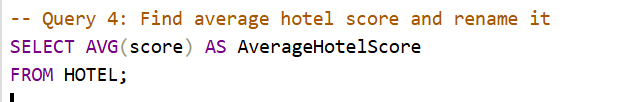 -- Query 4: Find average hotel score and rename it
SELECT AVG(score) AS AverageHotelScore
FROM HOTEL;